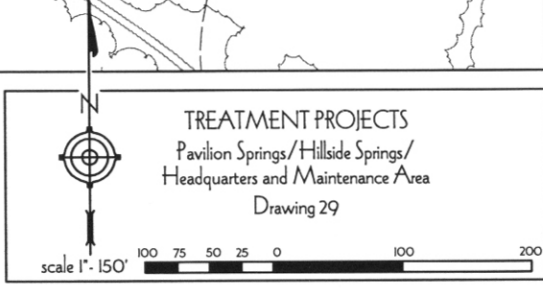 N
TREATMENT PROJECTS
Pavilion Springs/Hillside Springs/
Headquarters and Maintenance Area
Drawing 29
scale 1"- 150'
100 75 50 25 0 100 200